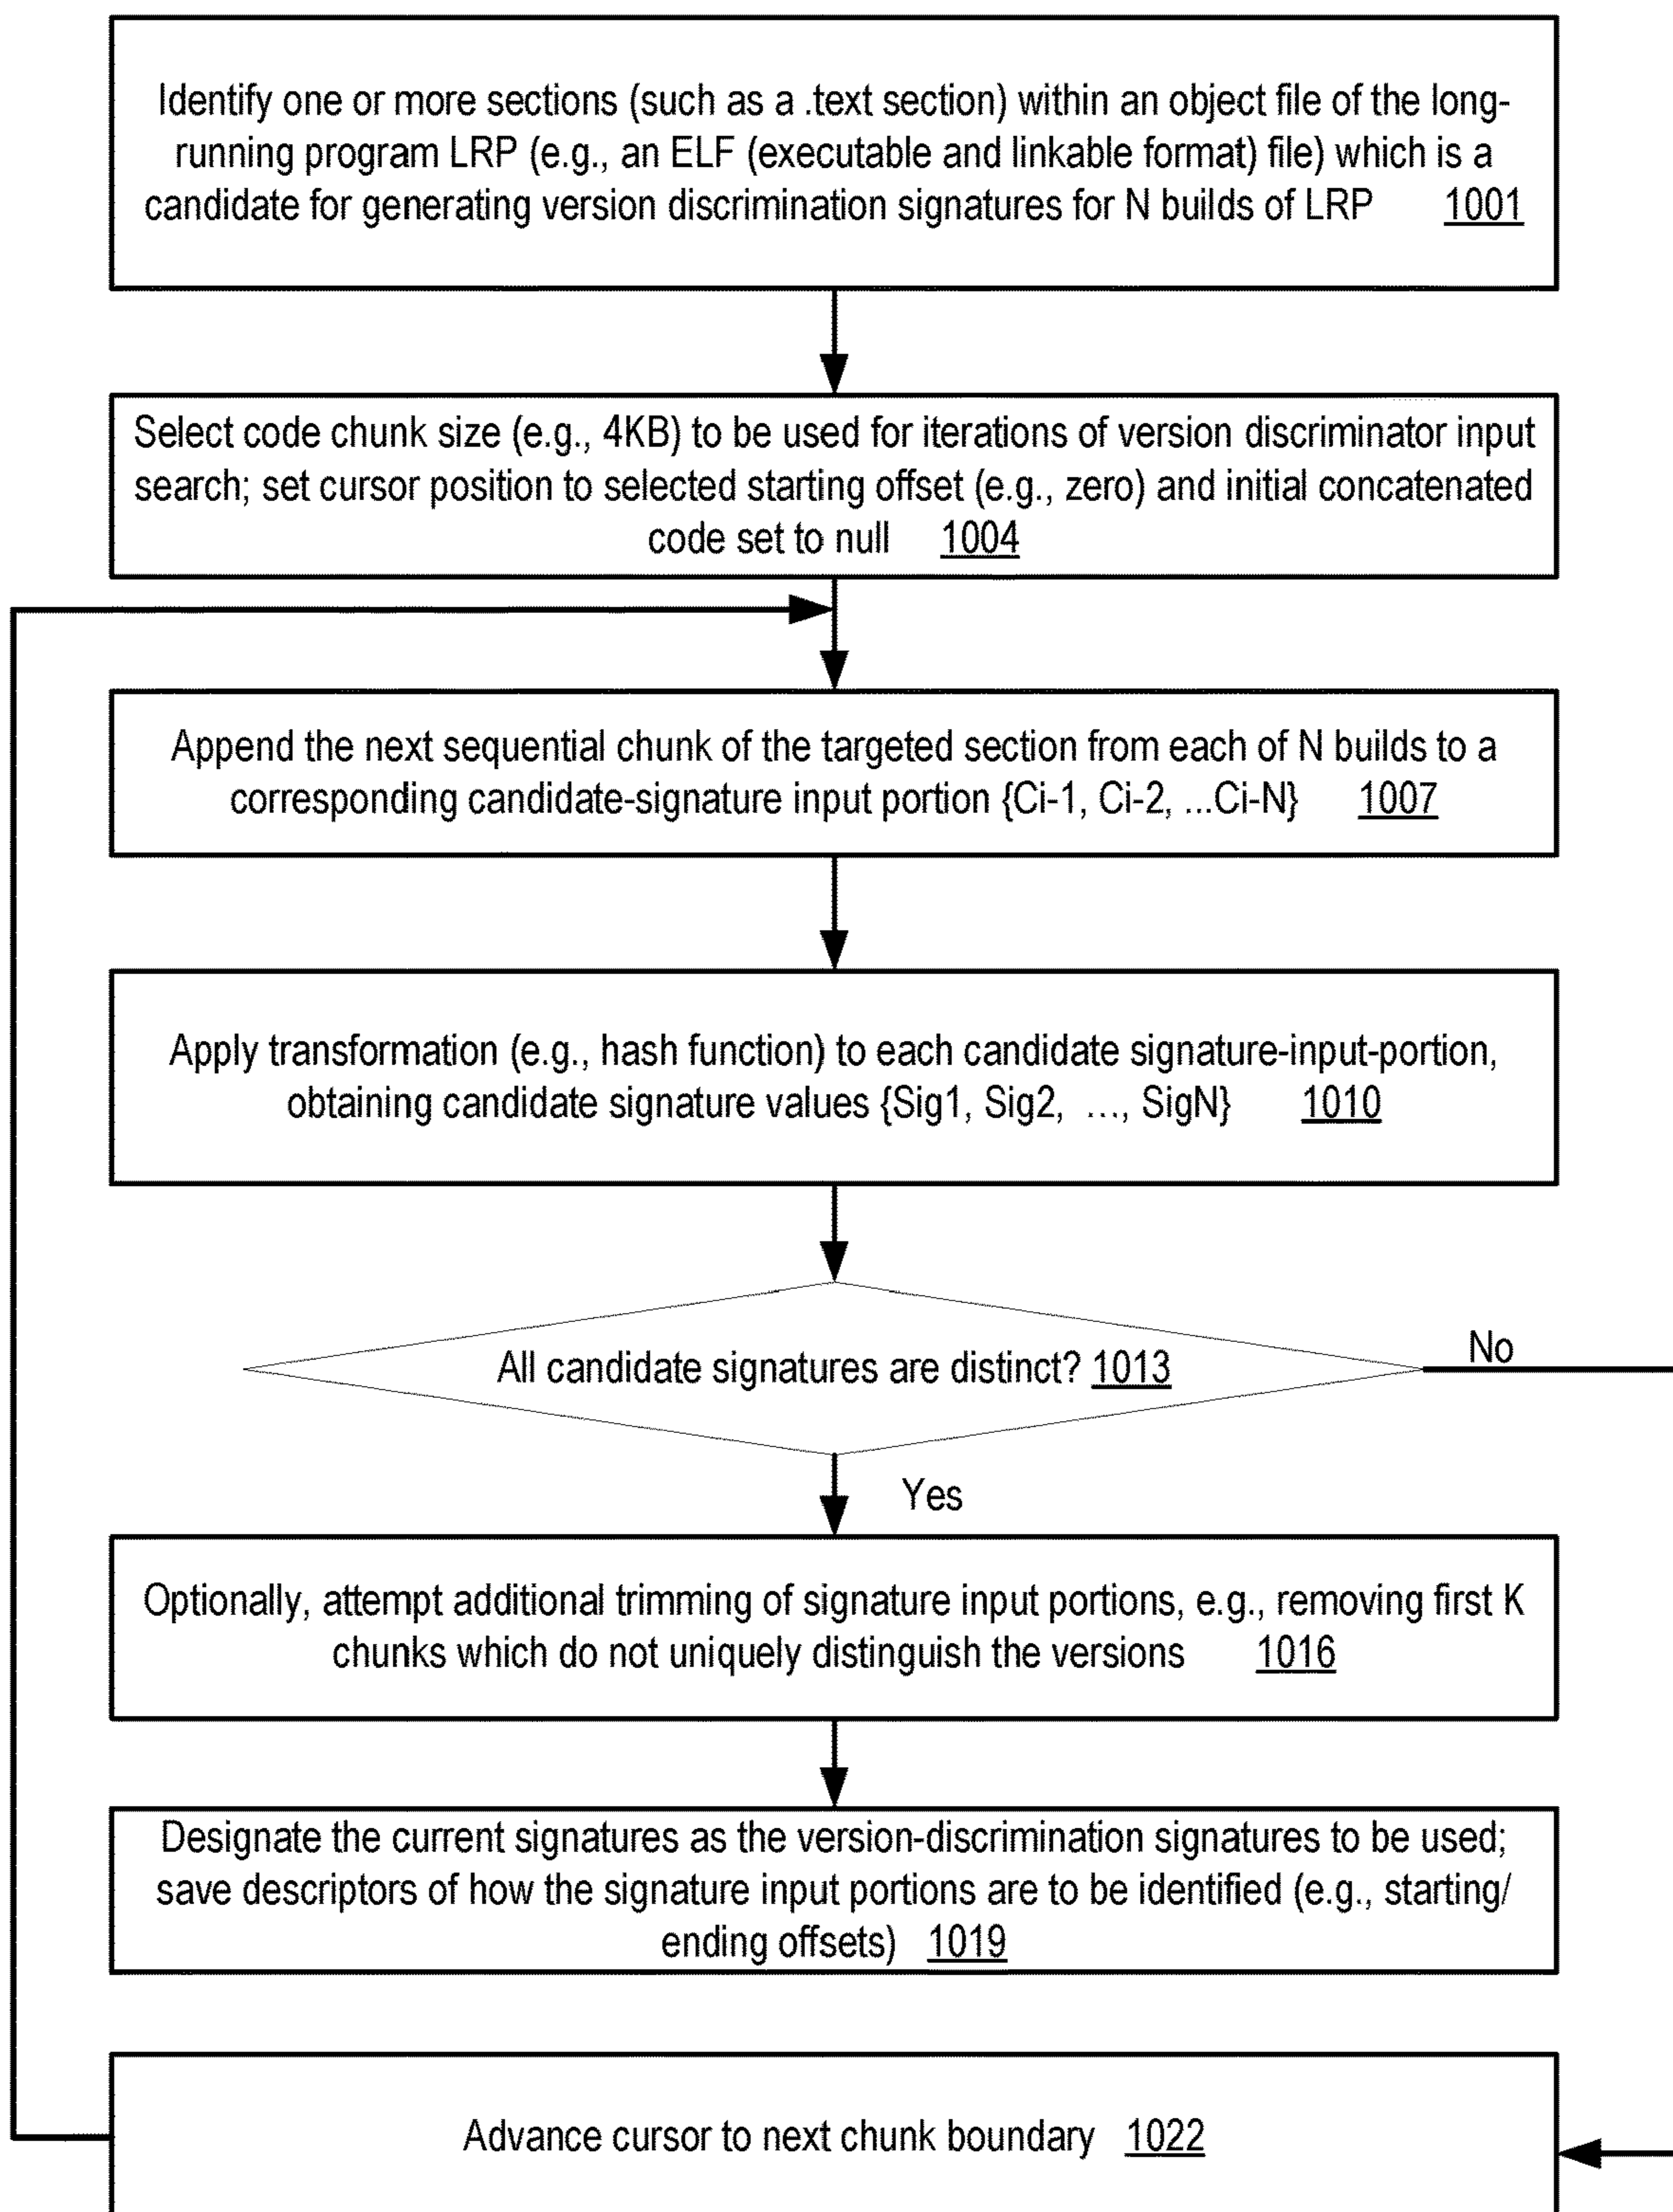 Identify one or more sections (such as a .text section) within an object file of the long-
running program LRP (e.g., an ELF (executable and linkable format) file) which is a
candidate for generating version discrimination signatures for N builds of LRP 1001
Select code chunk size (e.g., 4KB) to be used for iterations of version discriminator input
search; set cursor position to selected starting offset (e.g., zero) and initial concatenated
code set to null 1004
Append the next sequential chunk of the targeted section from each of N builds to a
corresponding candidate-signature input portion {Ci-1, Ci-2, ...Ci-N} 1007
Apply transformation (e.g., hash function) to each candidate signature-input-portion,
obtaining candidate signature values {Sig1, Sig2, ..., SigN} 1010
All candidate signatures are distinct? 1013
No
Yes
Optionally, attempt additional trimming of signature input portions, e.g., removing first K
chunks which do not uniquely distinguish the versions 1016
Designate the current signatures as the version-discrimination signatures to be used;
save descriptors of how the signature input portions are to be identified (e.g., starting/
ending offsets) 1019
Advance cursor to next chunk boundary 1022